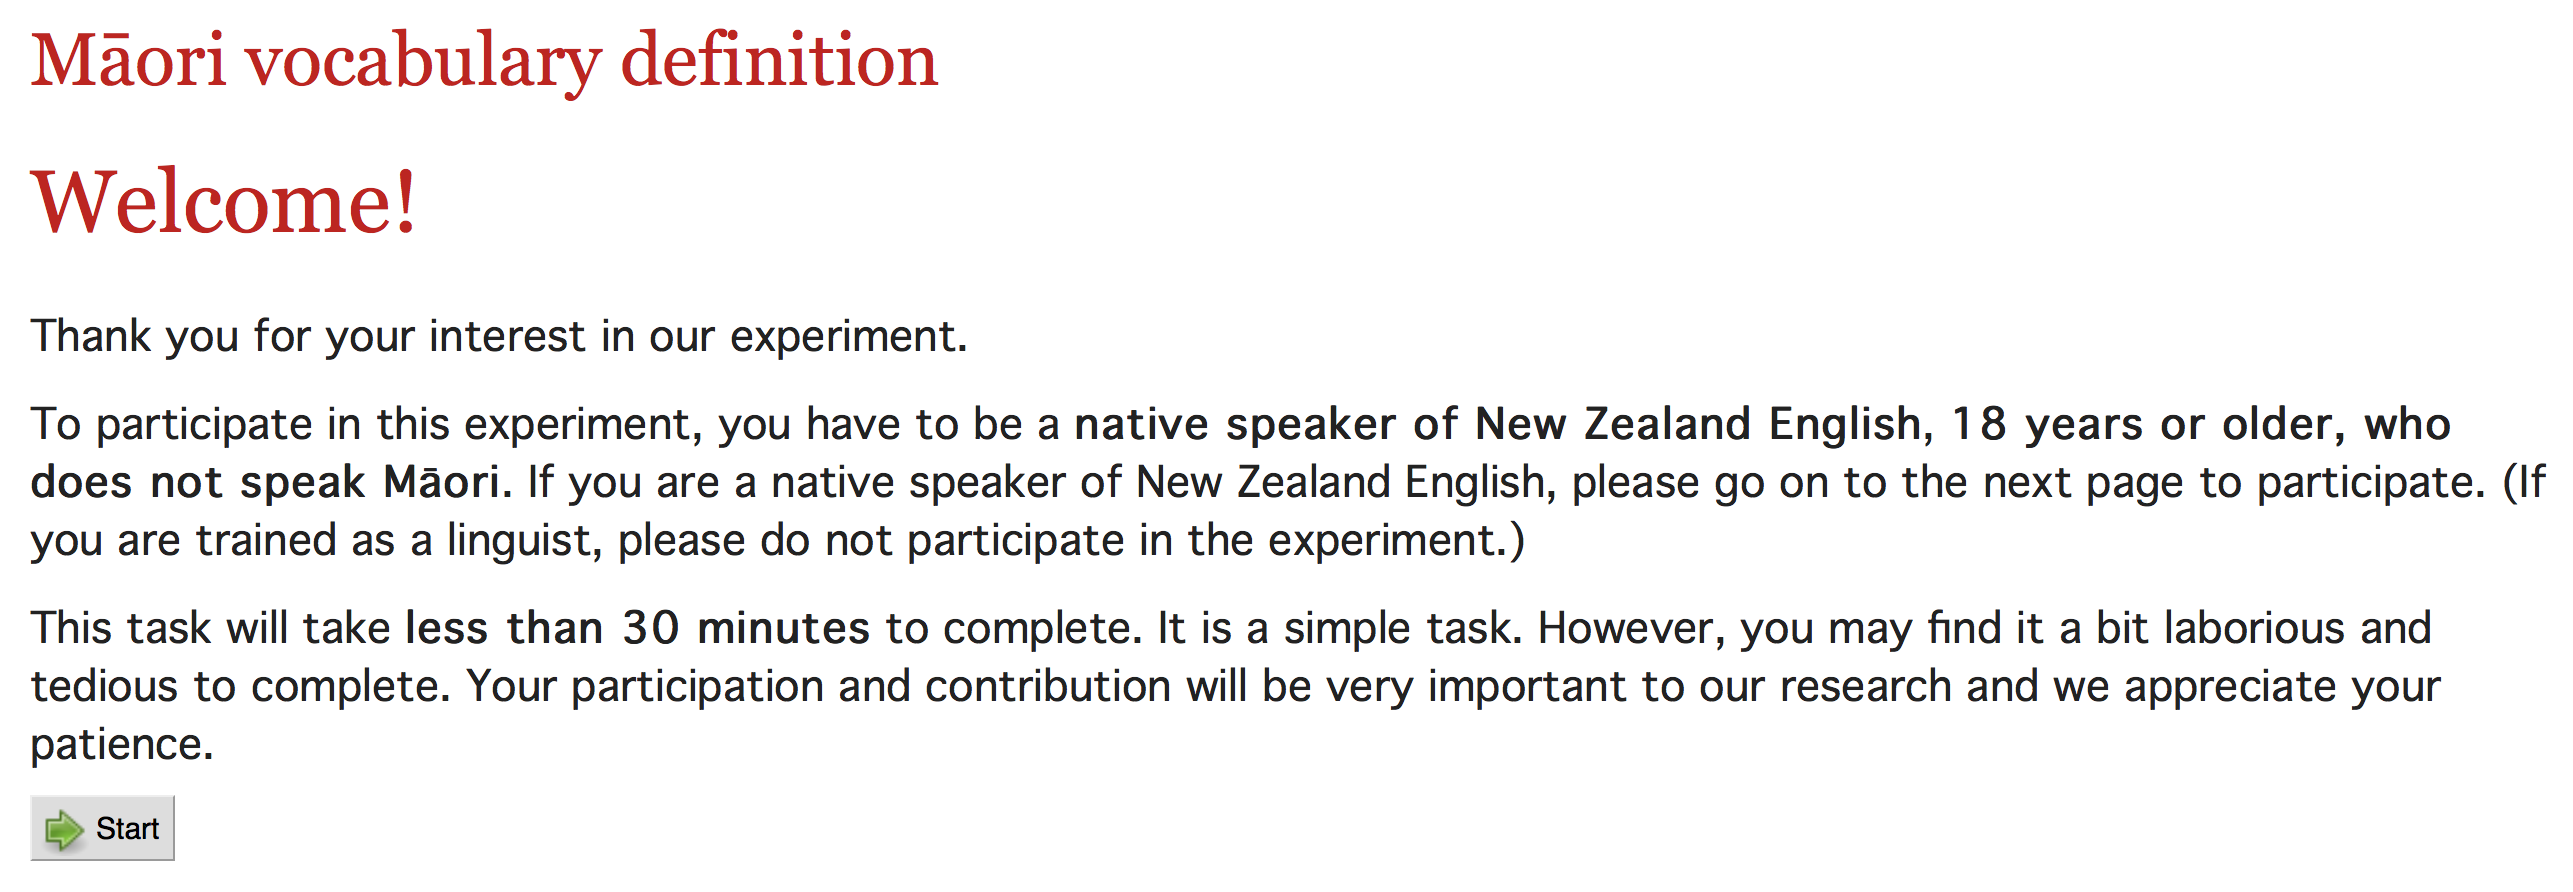 Māori vocabulary definition
Welcome!
Thank you for your interest in our experiment.
To participate in this experiment, you have to be a native speaker of New Zealand English, 18 years or older, who
does not speak Māori. If you are a native speaker of New Zealand English, please go on to the next page to participate. (If
you are trained as a linguist, please do not participate in the experiment.)
This task will take less than 30 minutes to complete. It is a simple task. However, you may find it a bit laborious and
tedious to complete. Your participation and contribution will be very important to our research and we appreciate your
patience.
Start